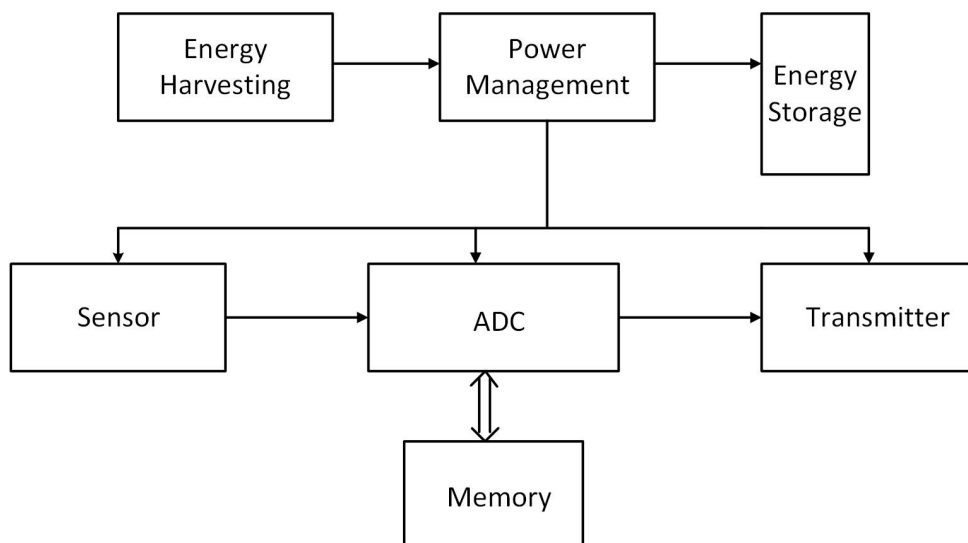 Energy
Harvesting
Power
Management
Energy
Storage
Sensor
ADC
Transmitter
Memory